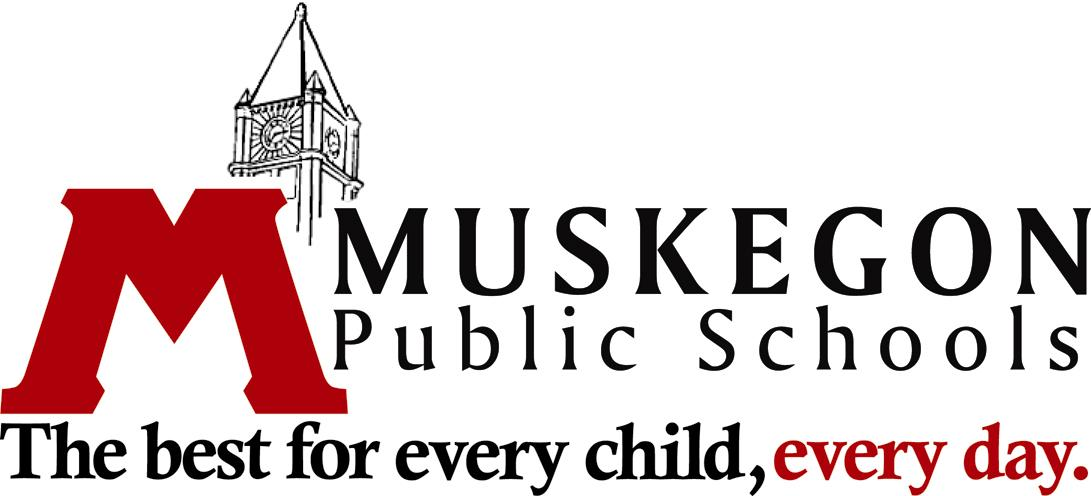 M
MUSKEGON
Public Schools
The best for every child, every day.